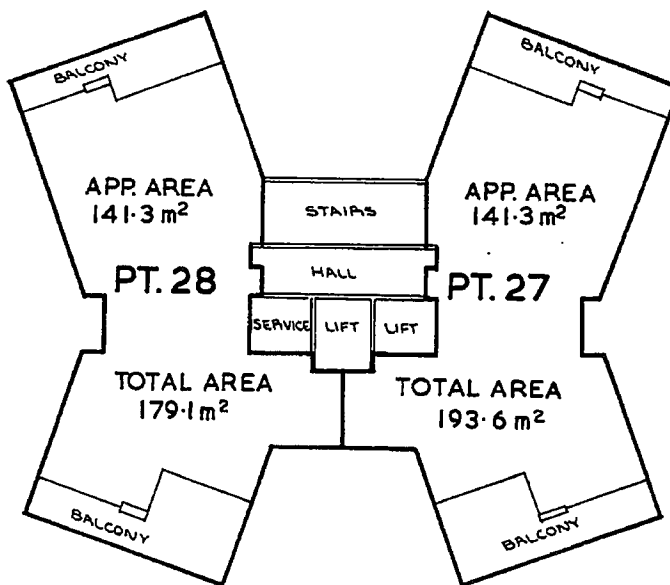 BALCONY
BALCONY
APP. AREA
141·3 m²
APP. AREA
141·3 m²
STAIRS
HALL
PT. 28
PT. 27
SERVICE
LIFT
LIFT
TOTAL AREA
179·1 m²
TOTAL AREA
193·6 m²
BALCONY
BALCONY